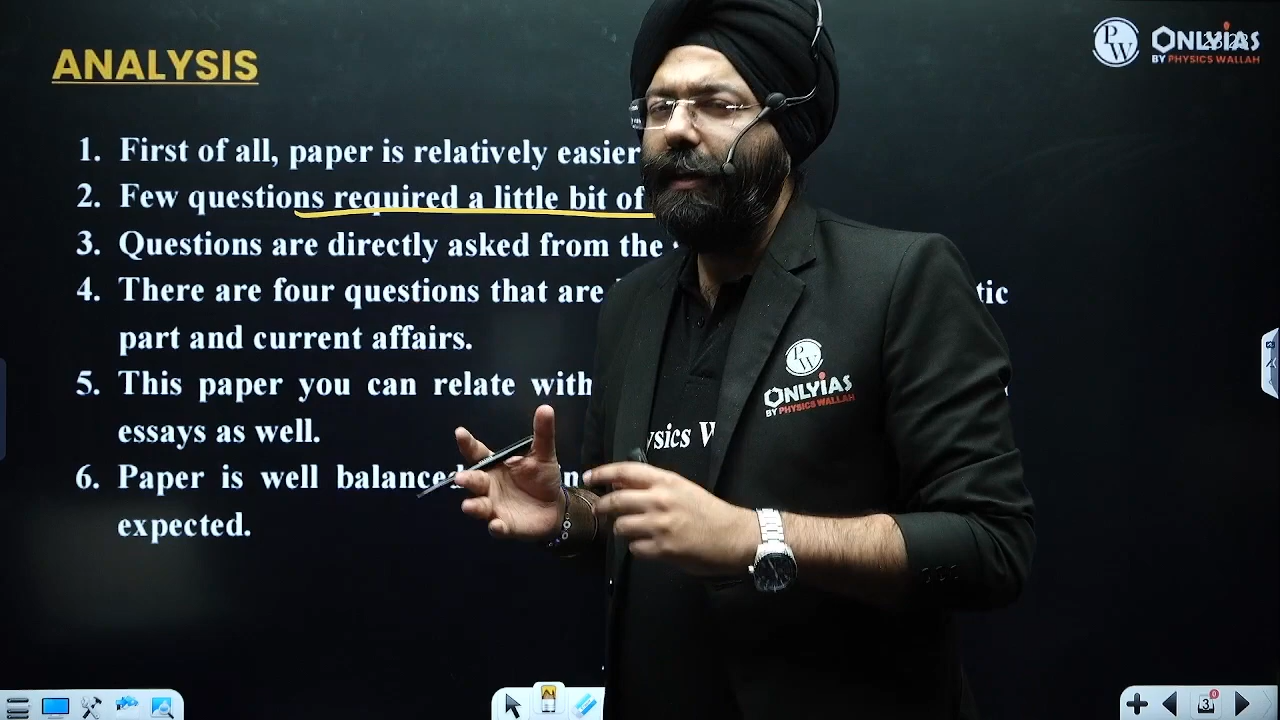 ANALYSIS
PW ONLYIAS
BY PHYSICS WALLAH
1. First of all, paper is relatively easier
2. Few questions required a little bit of
3. Questions are directly asked from the
4. There are four questions that are
part and current affairs.
5. This paper you can relate with
essays as well.
6. Paper is well balanced
expected.
PW
ONLYIAS
BY PHYSICS WALLAH
3